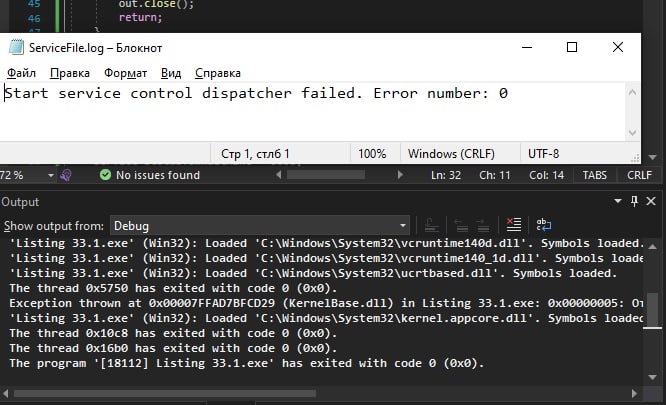 45 out.close();
46 return;
ServiceFile.log – Блокнот
Файл Правка Формат Вид Справка
Start service control dispatcher failed. Error number: 0
Стр 1, стлб 1 100% Windows (CRLF) UTF-8
72 % No issues found Ln: 32 Ch: 11 Col: 14 TABS CRLF
Output
Show output from: Debug
'Listing 33.1.exe' (Win32): Loaded 'C:\Windows\System32\vcruntime140d.dll'. Symbols loaded.
'Listing 33.1.exe' (Win32): Loaded 'C:\Windows\System32\vcruntime140_1d.dll'. Symbols loade
'Listing 33.1.exe' (Win32): Loaded 'C:\Windows\System32\ucrtbased.dll'. Symbols loaded.
The thread 0x5750 has exited with code 0 (0x0).
Exception thrown at 0x00007FFAD7BFCD29 (KernelBase.dll) in Listing 33.1.exe: 0x00000005: От
'Listing 33.1.exe' (Win32): Loaded 'C:\Windows\System32\kernel.appcore.dll'. Symbols loaded
The thread 0x10c8 has exited with code 0 (0x0).
The thread 0x16b0 has exited with code 0 (0x0).
The program '[18112] Listing 33.1.exe' has exited with code 0 (0x0).